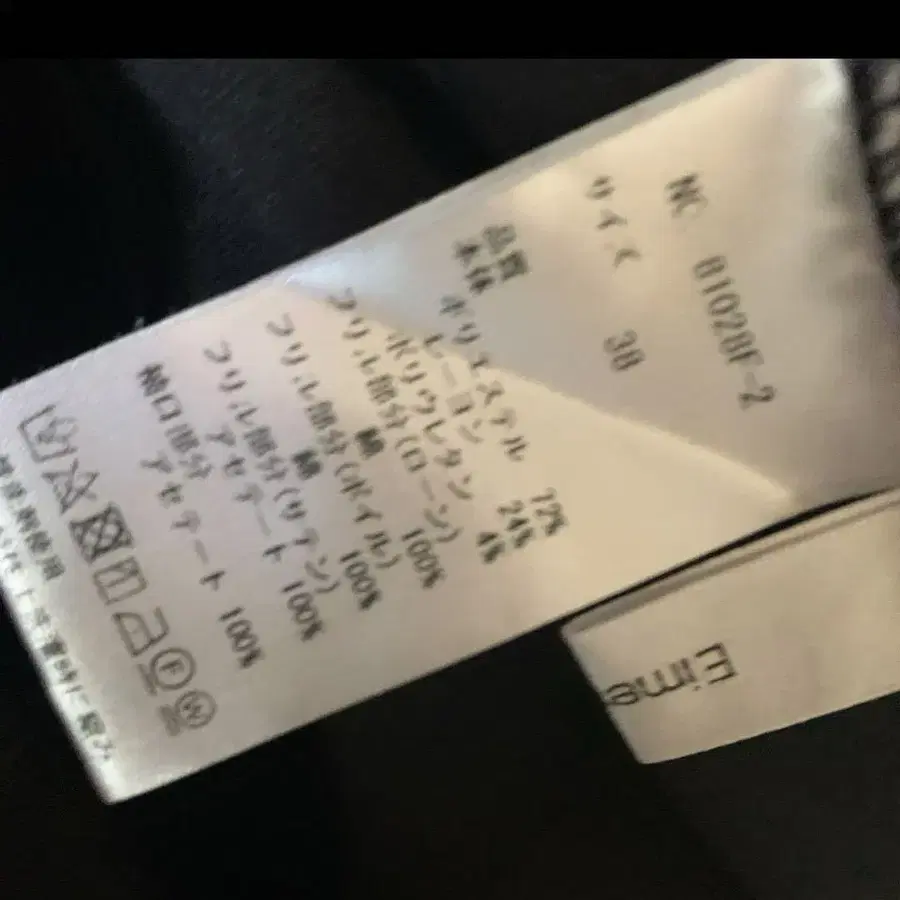 NC 81028F-2
サイズ 38
品質
本体 ポリエステル 72%
レーヨン 24%
ポリウレタン 4%
フリル部分(ローン)
綿 100%
フリル部分(ボイル)
綿 100%
フリル部分(サテン)
アセテート 100%
袖口部分
アセテート 100%
F
W
Eime